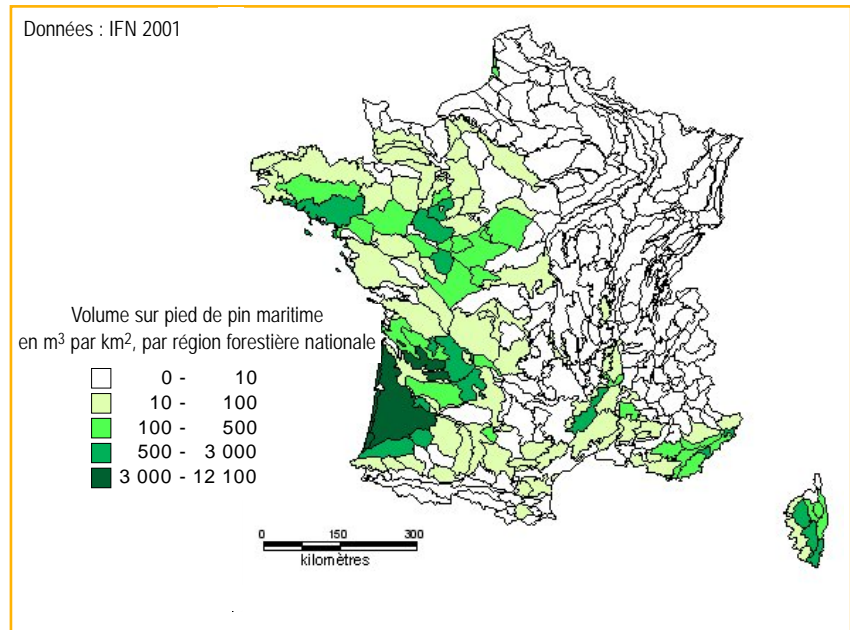 Données : IFN 2001
Volume sur pied de pin maritime
en m³ par km², par région forestière nationale
0 - 10
10 - 100
100 - 500
500 - 3 000
3 000 - 12 100
0 150 300
kilomètres